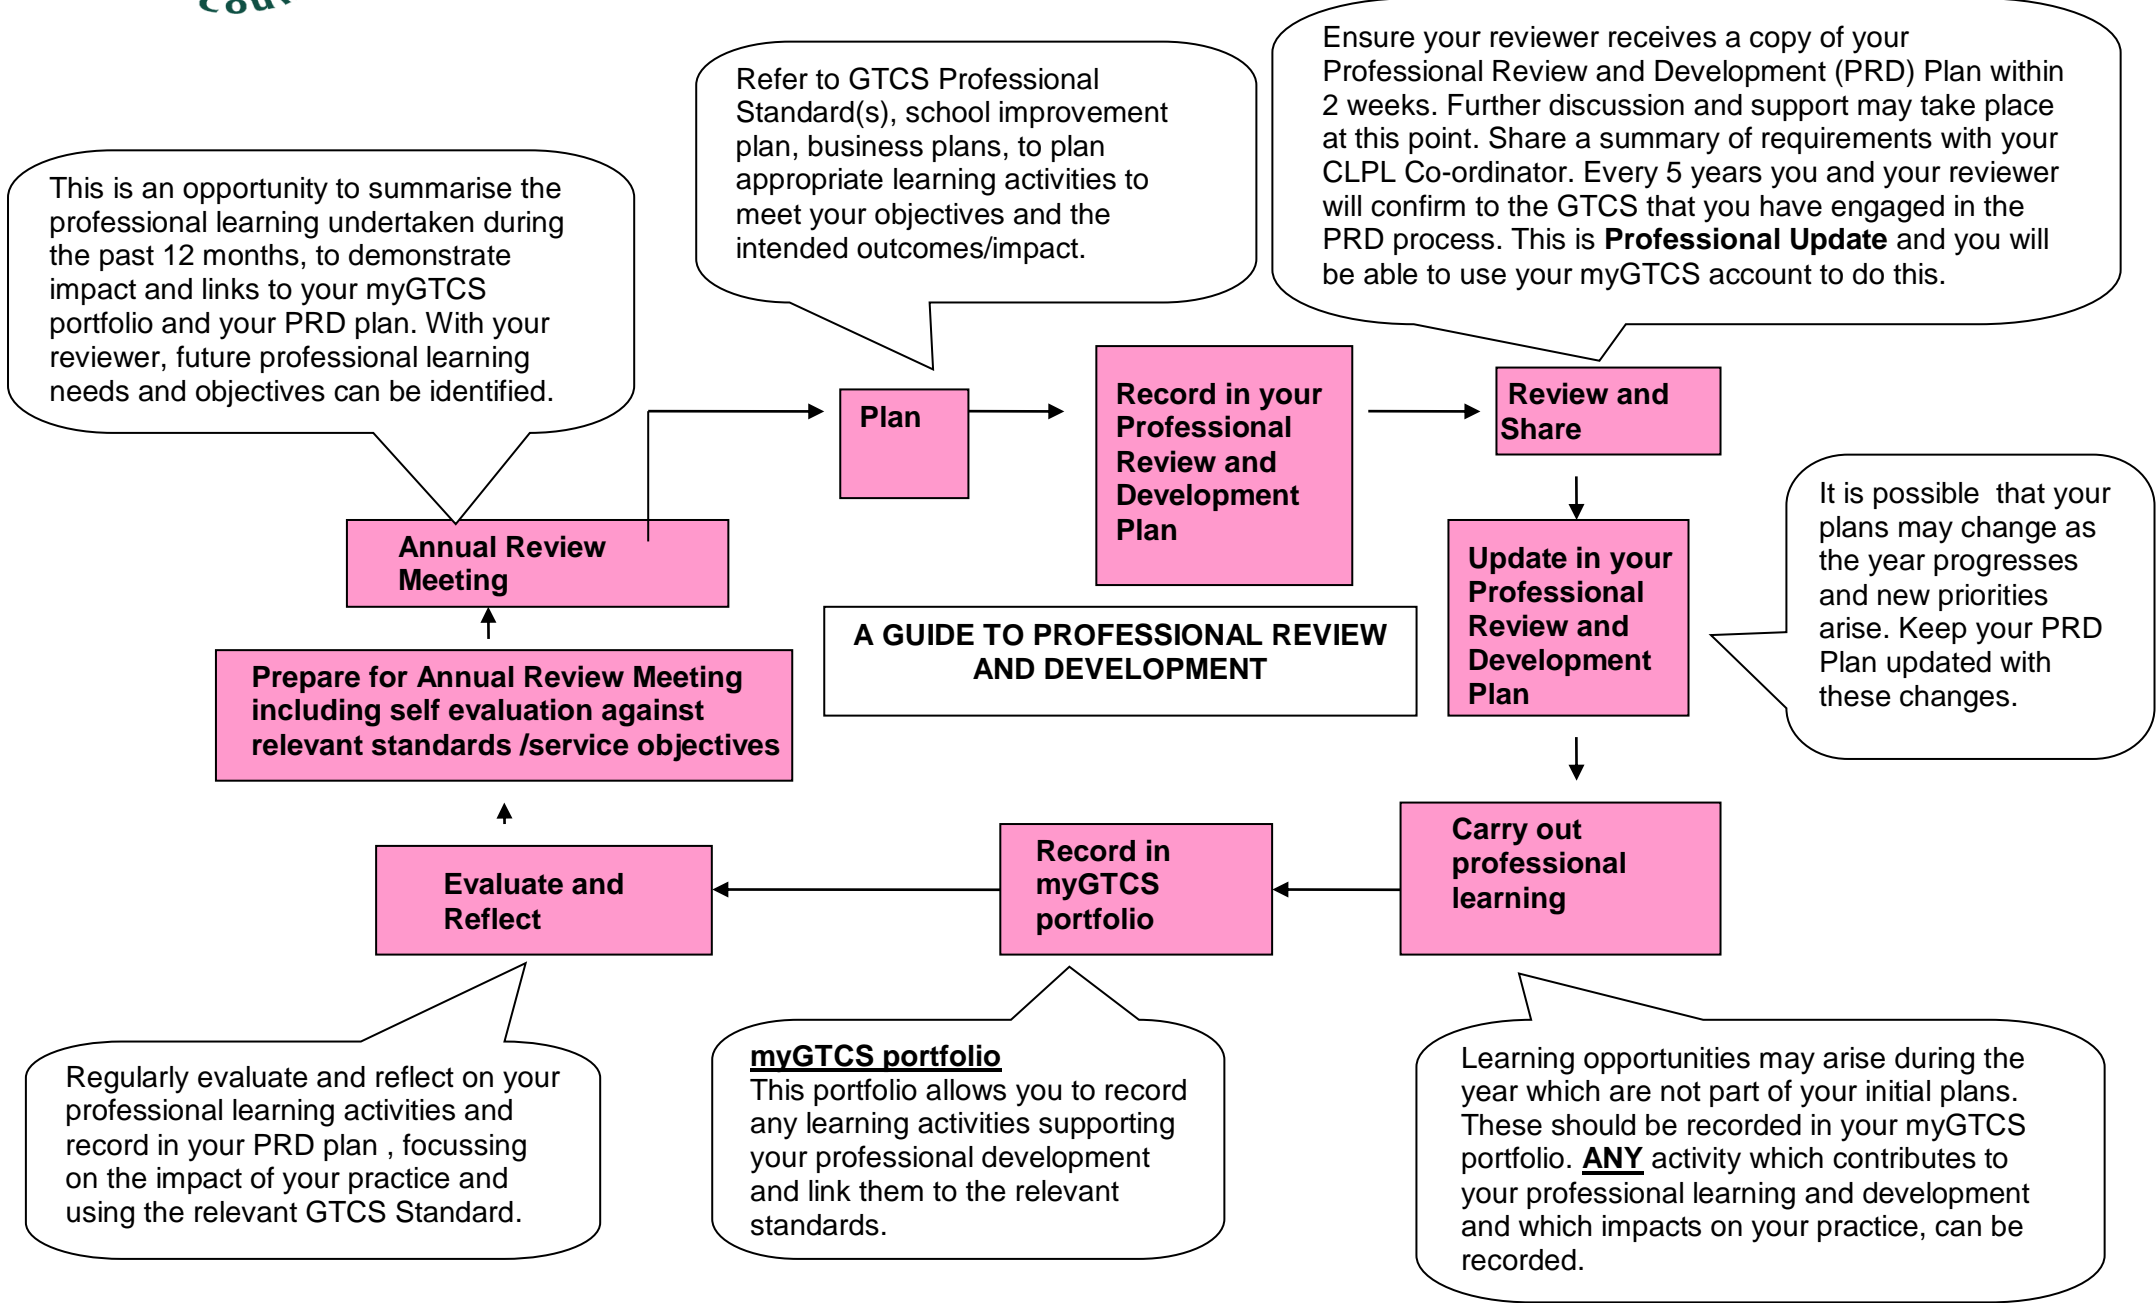 This is an opportunity to summarise the
professional learning undertaken during
the past 12 months, to demonstrate
impact and links to your myGTCS
portfolio and your PRD plan. With your
reviewer, future professional learning
needs and objectives can be identified.
Refer to GTCS Professional
Standard(s), school improvement
plan, business plans, to plan
appropriate learning activities to
meet your objectives and the
intended outcomes/impact.
Ensure your reviewer receives a copy of your
Professional Review and Development (PRD) Plan within
2 weeks. Further discussion and support may take place
at this point. Share a summary of requirements with your
CLPL Co-ordinator. Every 5 years you and your reviewer
will confirm to the GTCS that you have engaged in the
PRD process. This is Professional Update and you will
be able to use your myGTCS account to do this.
Plan
Record in your
Professional
Review and
Development
Plan
Review and
Share
Annual Review
Meeting
Update in your
Professional
Review and
Development
Plan
It is possible  that your
plans may change as
the year progresses
and new priorities
arise. Keep your PRD
Plan updated with
these changes.
A GUIDE TO PROFESSIONAL REVIEW
AND DEVELOPMENT
Prepare for Annual Review Meeting
including self evaluation against
relevant standards /service objectives
Evaluate and
Reflect
Record in
myGTCS
portfolio
Carry out
professional
learning
Regularly evaluate and reflect on your
professional learning activities and
record in your PRD plan , focussing
on the impact of your practice and
using the relevant GTCS Standard.
myGTCS portfolio
This portfolio allows you to record
any learning activities supporting
your professional development
and link them to the relevant
standards.
Learning opportunities may arise during the
year which are not part of your initial plans.
These should be recorded in your myGTCS
portfolio. ANY activity which contributes to
your professional learning and development
and which impacts on your practice, can be
recorded.